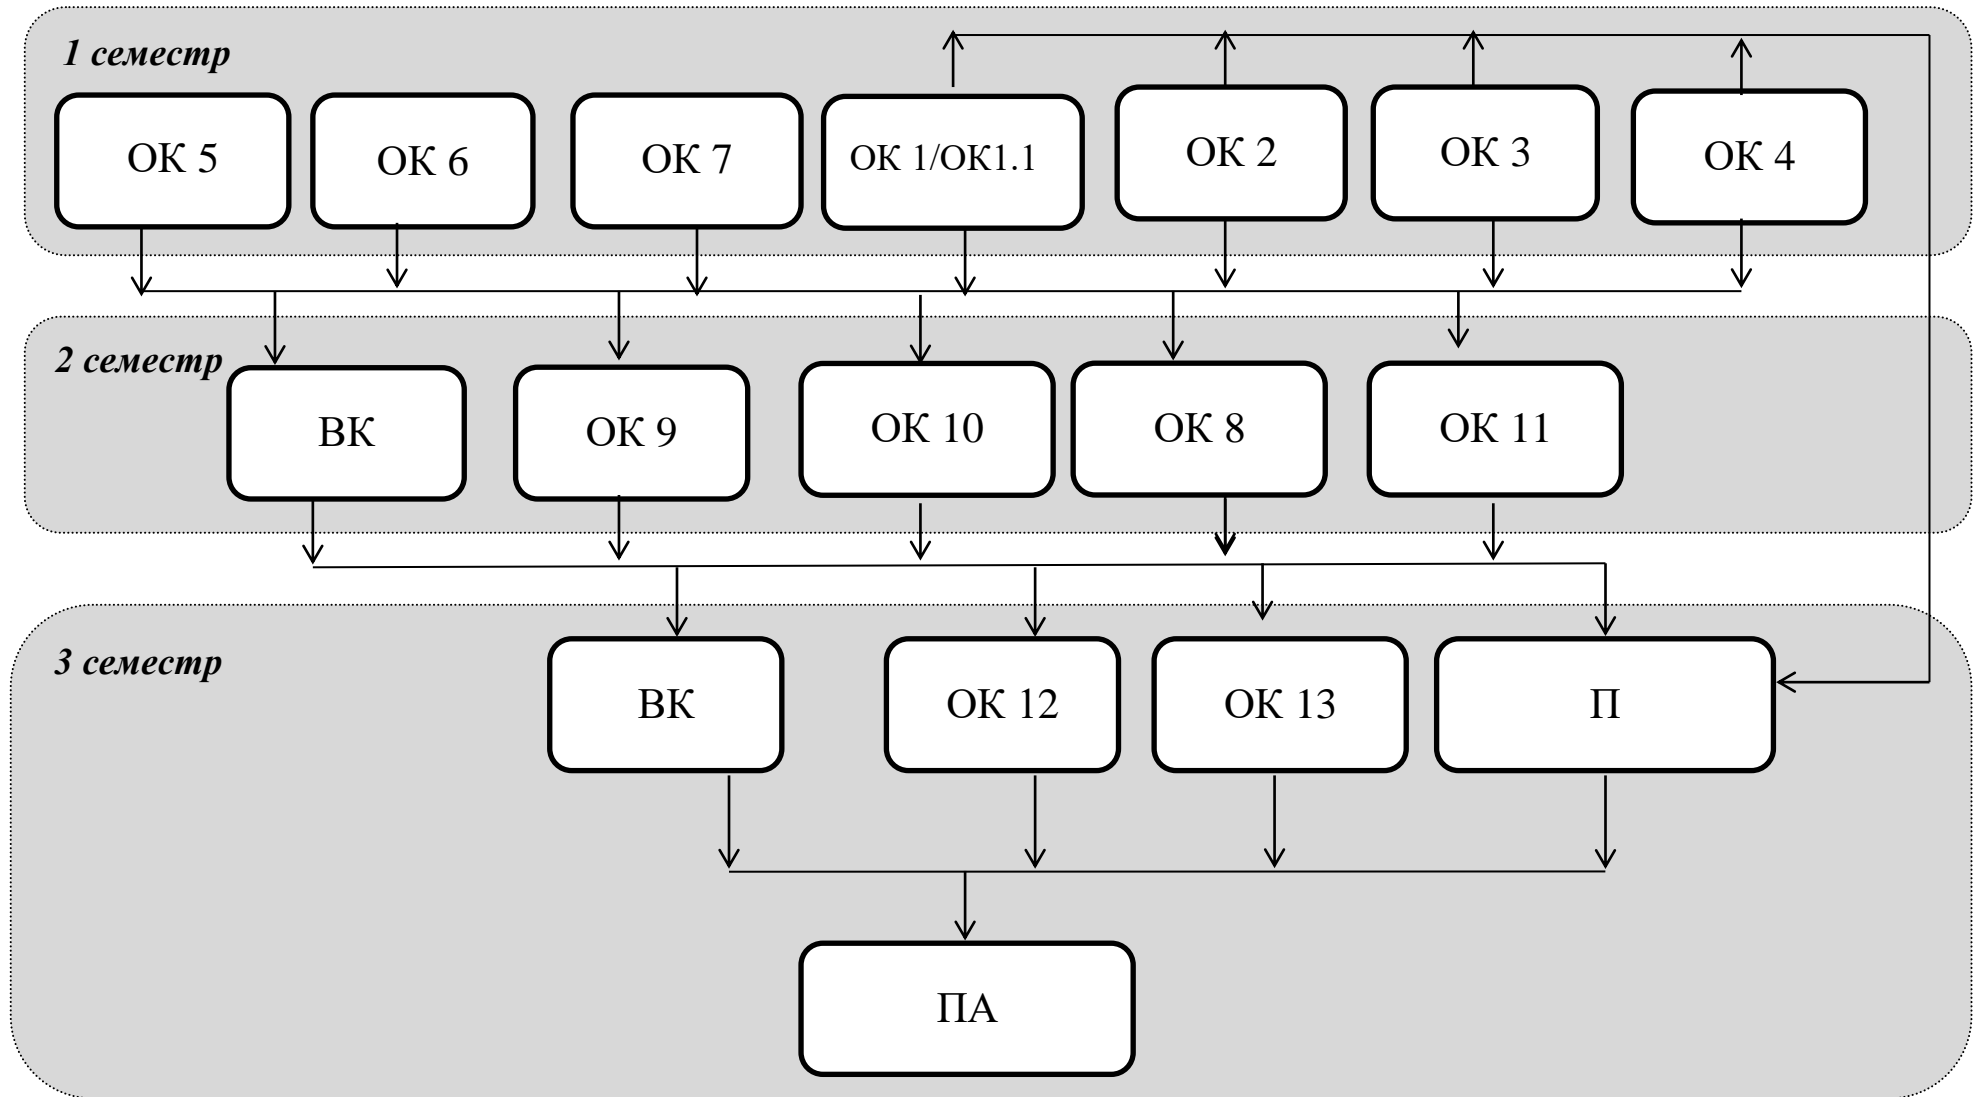 1 семестр
ОК 5
ОК 6
ОК 7
ОК 1/ОК1.1
ОК 2
ОК 3
ОК 4
2 семестр
ВК
ОК 9
ОК 10
ОК 8
ОК 11
3 семестр
ВК
ОК 12
ОК 13
П
ПА